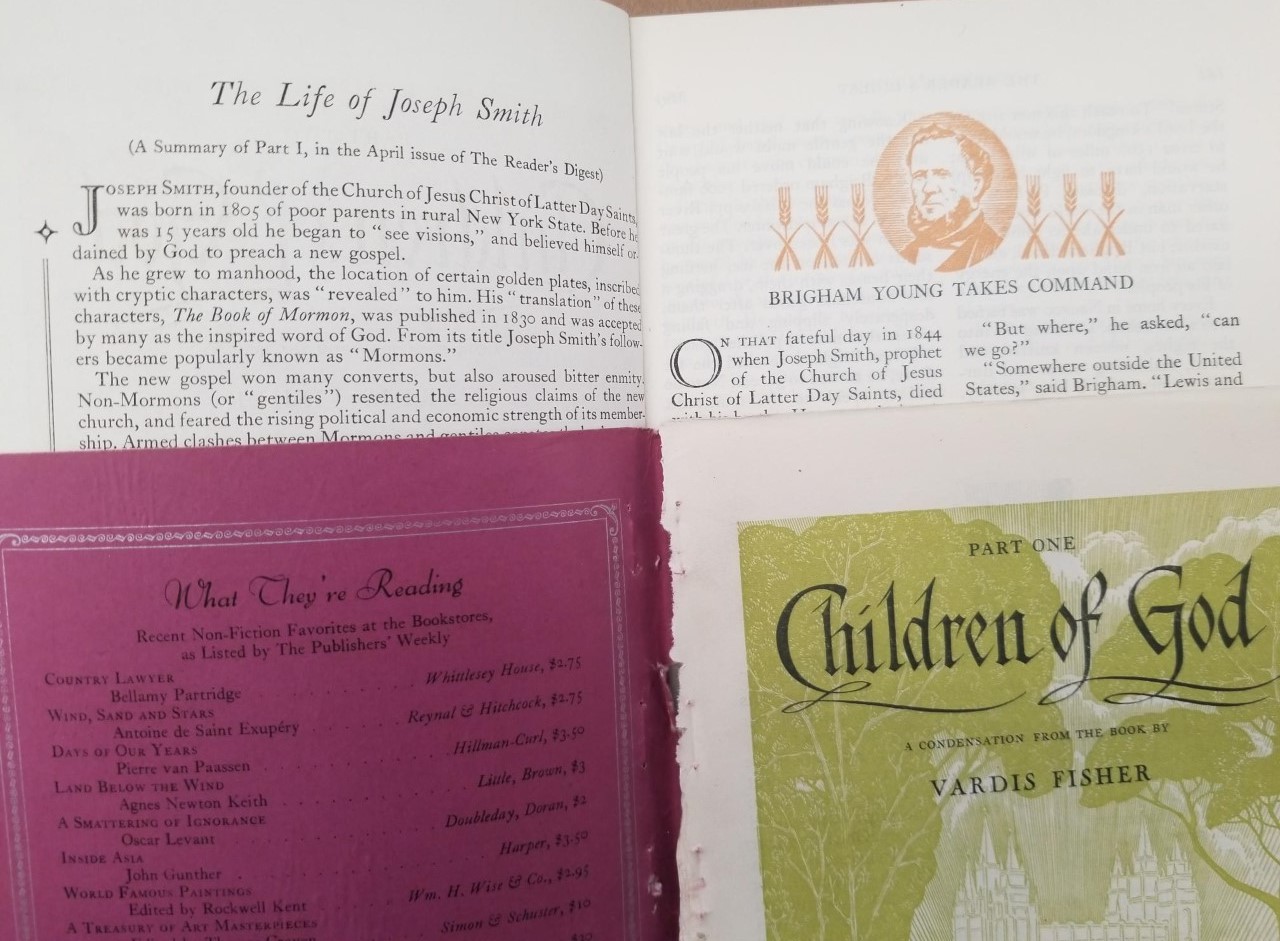 The Life of Joseph Smith
(A Summary of Part I, in the April issue of The Reader's Digest)
JOSEPH SMITH, founder of the Church of Jesus Christ of Latter Day Saints,
was born in 1805 of poor parents in rural New York State. Before he
was 15 years old he began to "see visions," and believed himself or-
dained by God to preach a new gospel.
As he grew to manhood, the location of certain golden plates, inscribed
with cryptic characters, was "revealed" to him. His "translation" of these
characters, The Book of Mormon, was published in 1830 and was accepted
by many as the inspired word of God. From its title Joseph Smith's follow-
ers became popularly known as "Mormons."
The new gospel won many converts, but also aroused bitter enmity.
Non-Mormons (or "gentiles") resented the religious claims of the new
church, and feared the rising political and economic strength of its member-
ship. Armed clashes between Mormons and gentiles
BRIGHAM YOUNG TAKES COMMAND
ON THAT fateful day in 1844
when Joseph Smith, prophet
of the Church of Jesus
Christ of Latter Day Saints, died
"But where," he asked, "can
we go?"
"Somewhere outside the United
States," said Brigham. "Lewis and
What They're Reading
Recent Non-Fiction Favorites at the Bookstores,
as Listed by The Publishers' Weekly
COUNTRY LAWYER
Bellamy Partridge . . . . . . . Whittlesey House, $2.75
WIND, SAND AND STARS
Antoine de Saint Exupéry . . . . . Reynal & Hitchcock, $2.75
DAYS OF OUR YEARS
Pierre van Paassen . . . . . . . . Hillman-Curl, $3.50
LAND BELOW THE WIND
Agnes Newton Keith . . . . . . . . Little, Brown, $3
A SMATTERING OF IGNORANCE
Oscar Levant . . . . . . . . Doubleday, Doran, $2
INSIDE ASIA
John Gunther . . . . . . . . . . Harper, $3.50
WORLD FAMOUS PAINTINGS
Edited by Rockwell Kent . . . . . Wm. H. Wise & Co., $2.95
A TREASURY OF ART MASTERPIECES
Simon & Schuster, $10
PART ONE
Children of God
A CONDENSATION FROM THE BOOK BY
VARDIS FISHER